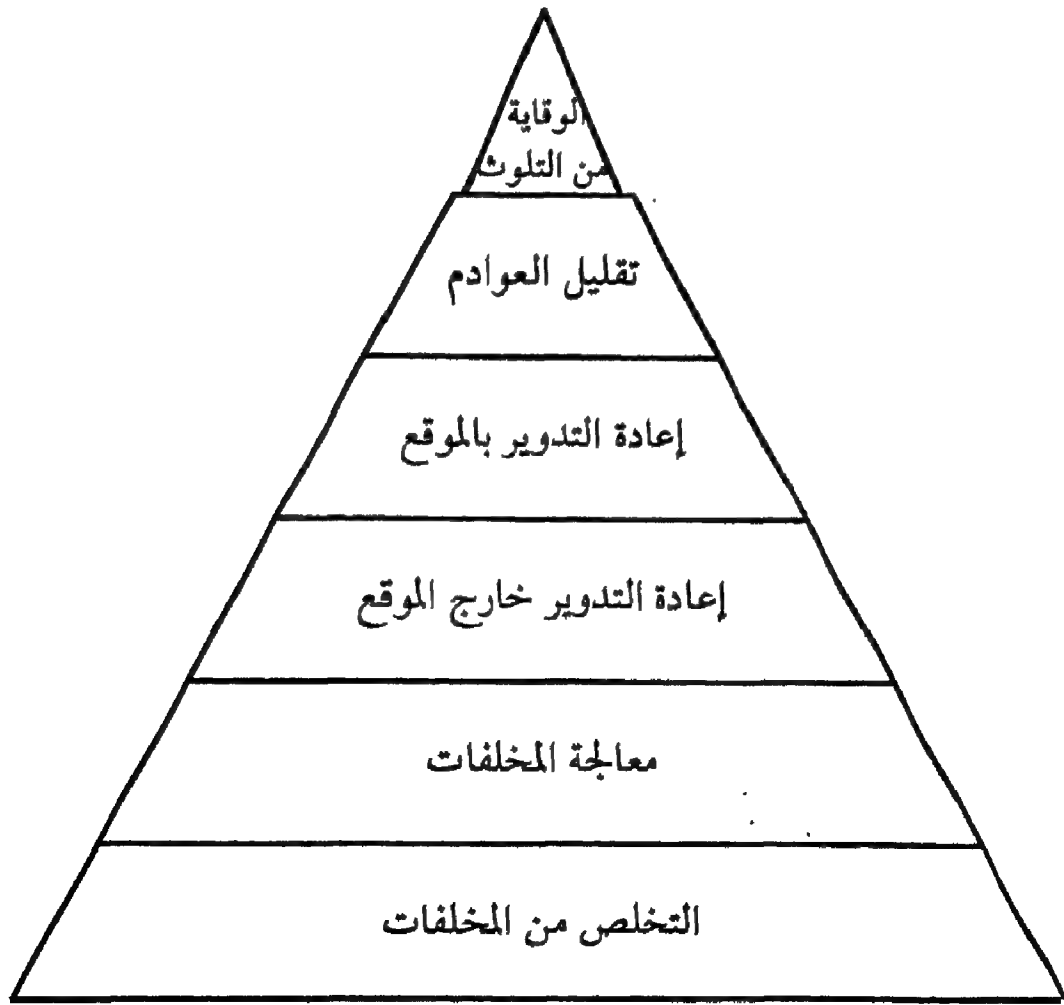 الوقاية
من التلوث
تقليل العوادم
إعادة التدوير بالموقع
إعادة التدوير خارج الموقع
معالجة المخلفات
التخلص من المخلفات